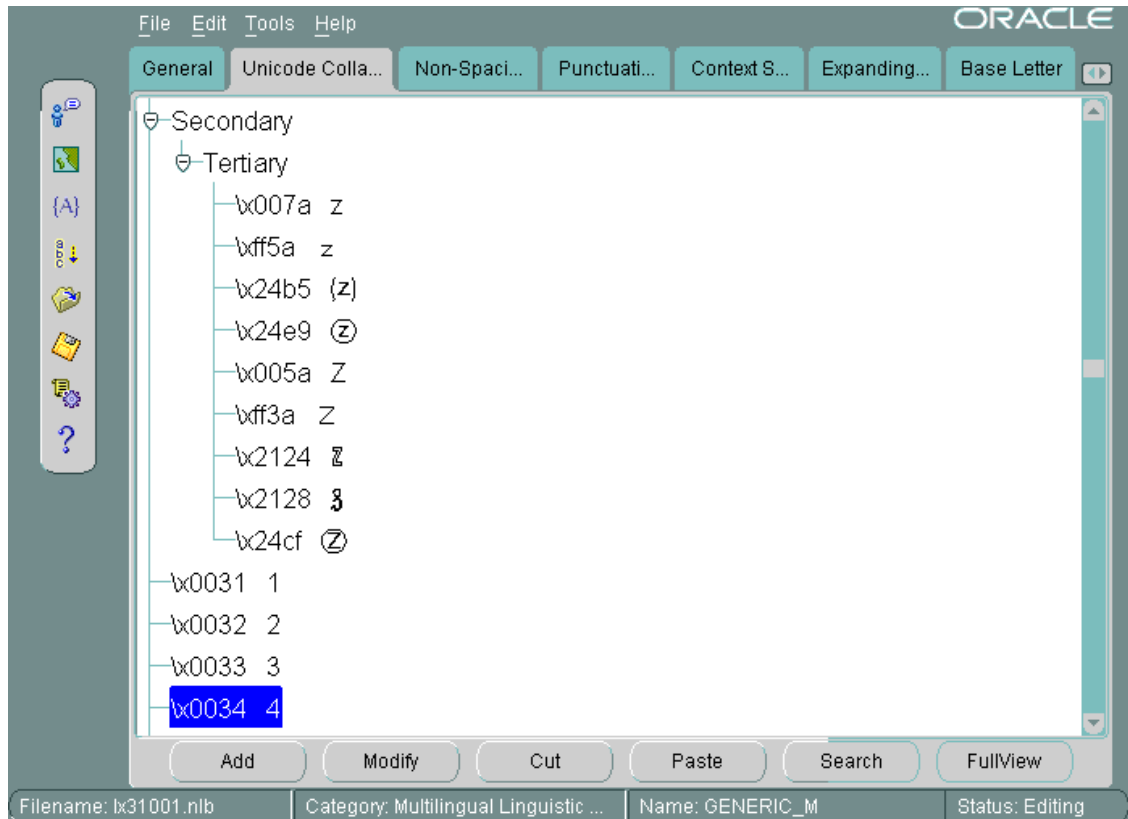 File Edit Tools Help ORACLE
General Unicode Colla... Non-Spaci... Punctuati... Context S... Expanding... Base Letter
Secondary
Tertiary
\x007a z
\xff5a z
\x24b5 (z)
\x24e9 ⓩ
\x005a Z
\xff3a Z
\x2124 ℤ
\x2128 ℨ
\x24cf Ⓩ
\x0031 1
\x0032 2
\x0033 3
\x0034 4
Add Modify Cut Paste Search FullView
Filename: lx31001.nlb Category: Multilingual Linguistic ... Name: GENERIC_M Status: Editing